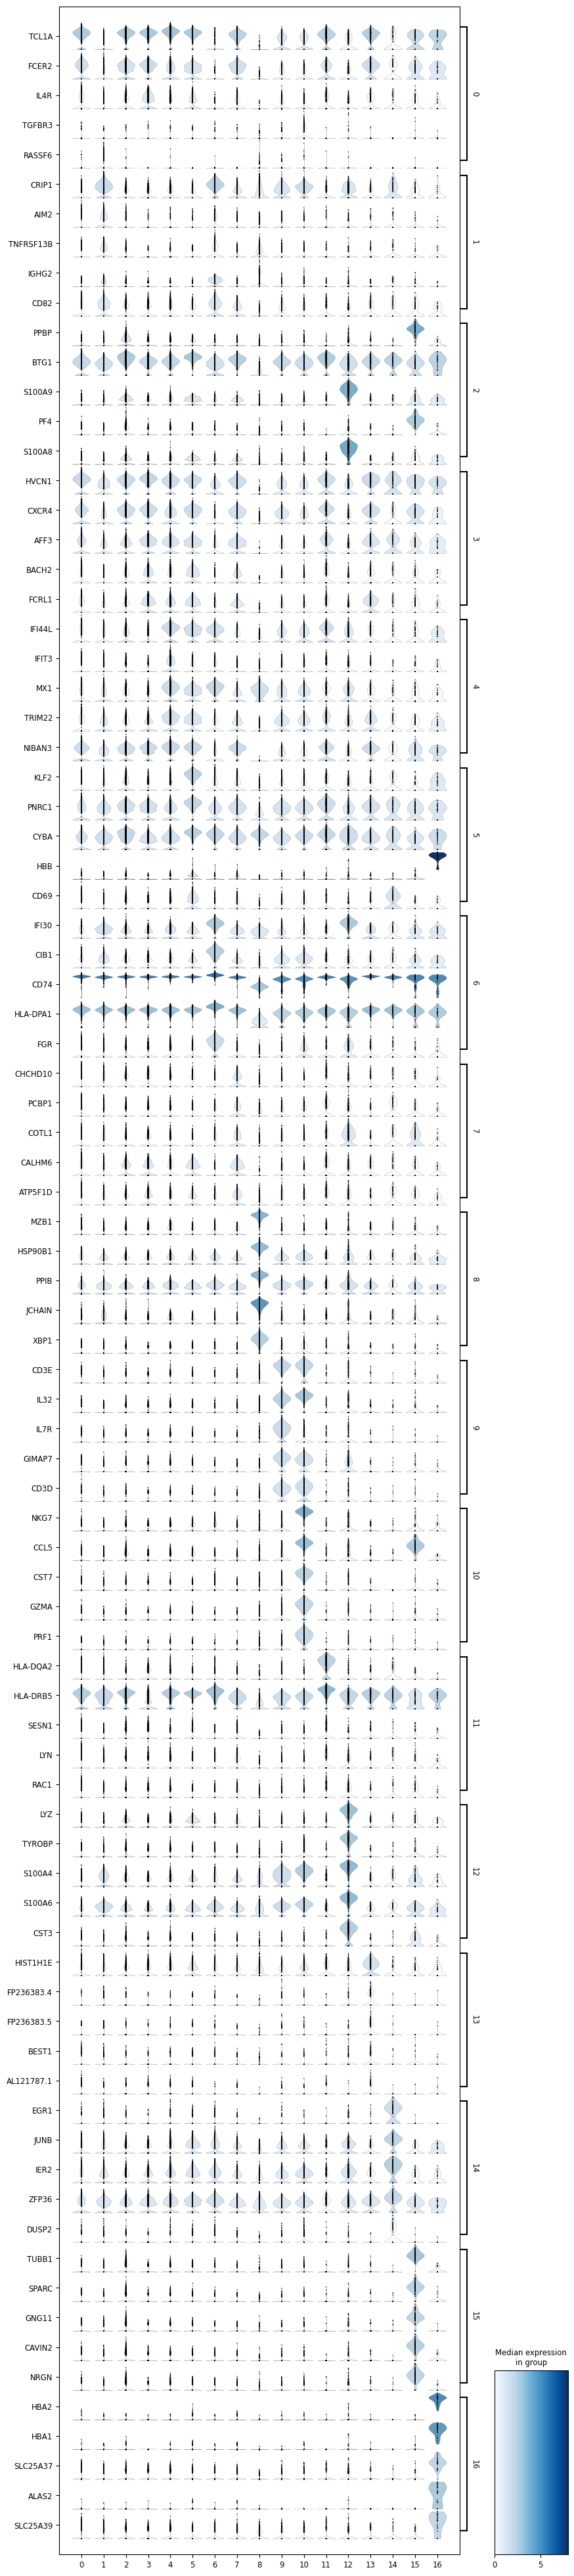 TCL1A
FCER2
IL4R
TGFBR3
RASSF6
0
CRIP1
AIM2
TNFRSF13B
IGHG2
CD82
1
PPBP
BTG1
S100A9
PF4
S100A8
2
HVCN1
CXCR4
AFF3
BACH2
FCRL1
3
IFI44L
IFIT3
MX1
TRIM22
NIBAN3
4
KLF2
PNRC1
CYBA
HBB
CD69
5
IFI30
CIB1
CD74
HLA-DPA1
FGR
6
CHCHD10
PCBP1
COTL1
CALHM6
ATP5F1D
7
MZB1
HSP90B1
PPIB
JCHAIN
XBP1
8
CD3E
IL32
IL7R
GIMAP7
CD3D
9
NKG7
CCL5
CST7
GZMA
PRF1
10
HLA-DQA2
HLA-DRB5
SESN1
LYN
RAC1
11
LYZ
TYROBP
S100A4
S100A6
CST3
12
HIST1H1E
FP236383.4
FP236383.5
BEST1
AL121787.1
13
EGR1
JUNB
IER2
ZFP36
DUSP2
14
TUBB1
SPARC
GNG11
CAVIN2
NRGN
15
HBA2
HBA1
SLC25A37
ALAS2
SLC25A39
16
0 1 2 3 4 5 6 7 8 9 10 11 12 13 14 15 16
Median expression
in group
0 5